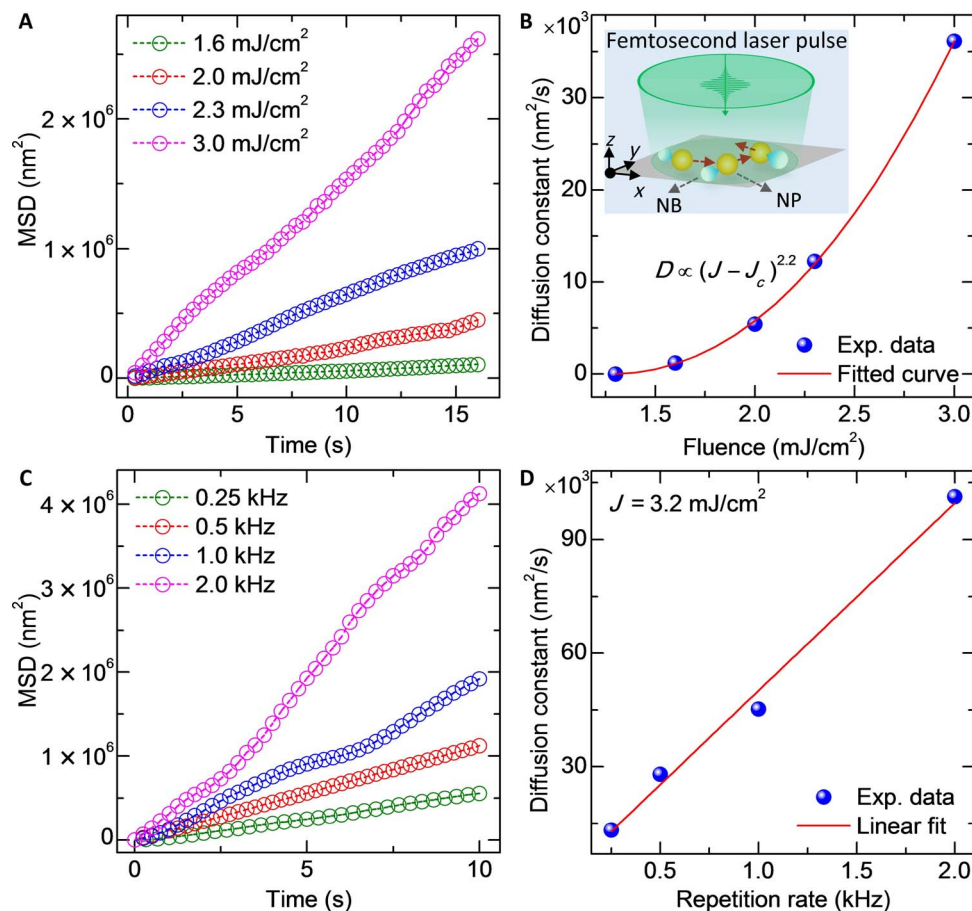 A
1.6 mJ/cm²
2.0 mJ/cm²
2.3 mJ/cm²
3.0 mJ/cm²
MSD (nm²)
2 × 10⁶
1 × 10⁶
0
0 5 10 15
Time (s)
B
×10³
Femtosecond laser pulse
z
y
x
NB
NP
D ∝ (J – J_c)^2.2
Exp. data
Fitted curve
Diffusion constant (nm²/s)
30
20
10
0
1.5 2.0 2.5 3.0
Fluence (mJ/cm²)
C
0.25 kHz
0.5 kHz
1.0 kHz
2.0 kHz
MSD (nm²)
4 × 10⁶
3 × 10⁶
2 × 10⁶
1 × 10⁶
0
0 5 10
Time (s)
D
×10³
J = 3.2 mJ/cm²
Exp. data
Linear fit
Diffusion constant (nm²/s)
90
60
30
0.5 1.0 1.5 2.0
Repetition rate (kHz)